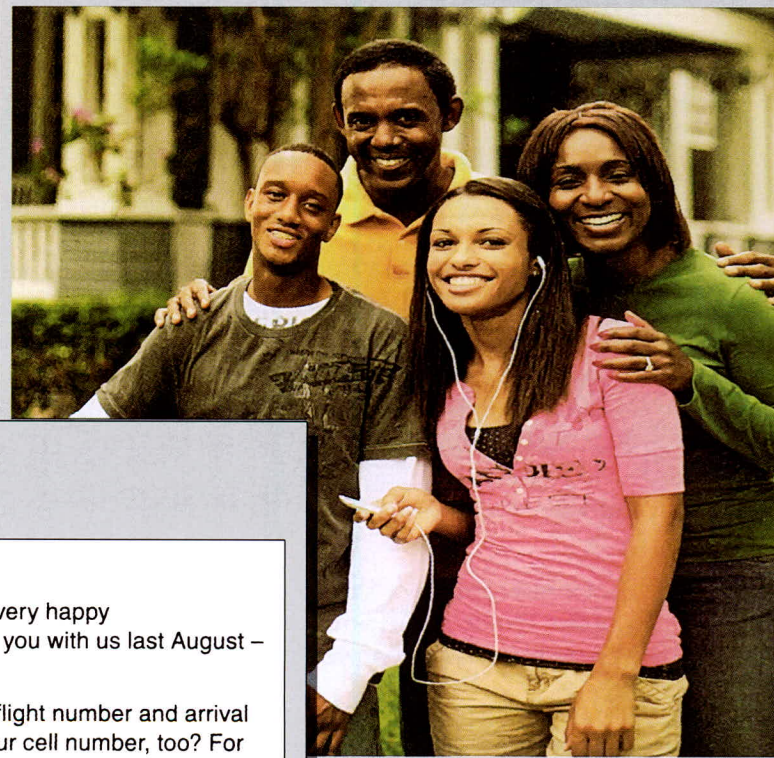 very happy
you with us last August –
flight number and arrival
ur cell number, too? For